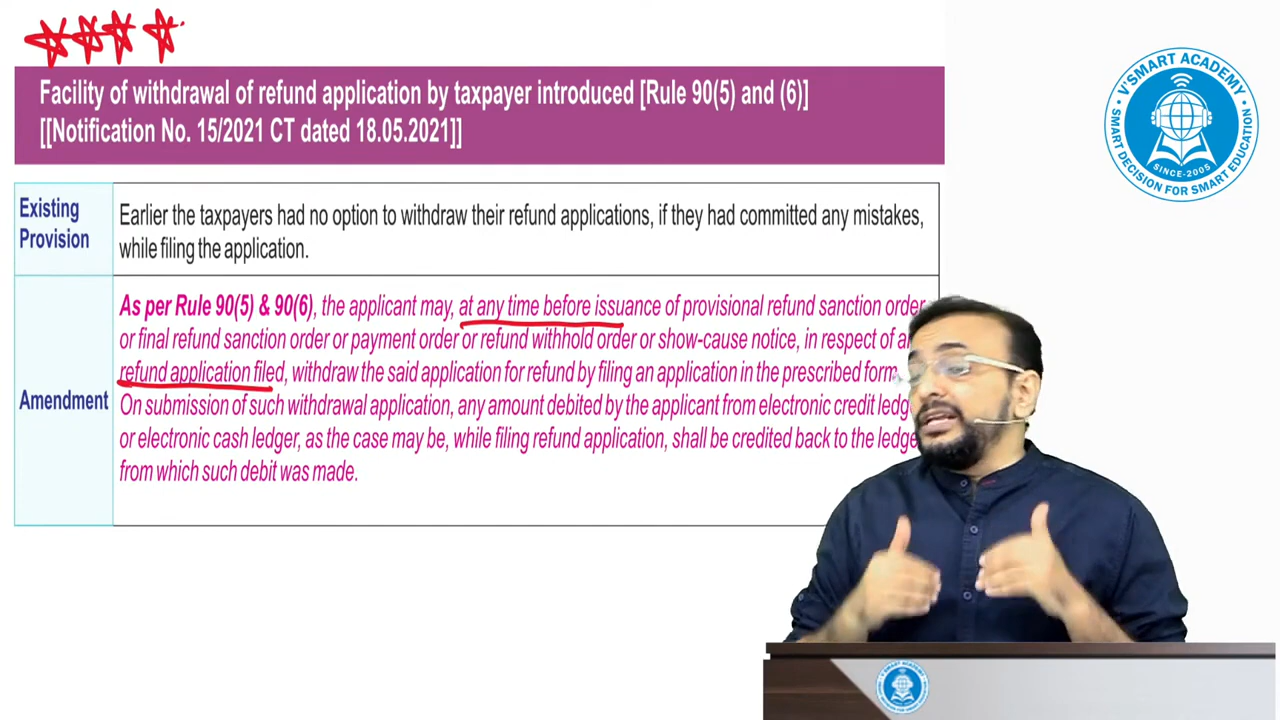 Facility of withdrawal of refund application by taxpayer introduced [Rule 90(5) and (6)]
[[Notification No. 15/2021 CT dated 18.05.2021]]
Existing
Provision
Earlier the taxpayers had no option to withdraw their refund applications, if they had committed any mistakes,
while filing the application.
Amendment
As per Rule 90(5) & 90(6), the applicant may, at any time before issuance of provisional refund sanction order
or final refund sanction order or payment order or refund withhold order or show-cause notice, in respect of
refund application filed, withdraw the said application for refund by filing an application in the prescribed form
On submission of such withdrawal application, any amount debited by the applicant from electronic credit
or electronic cash ledger, as the case may be, while filing refund application, shall be credited back to the
from which such debit was made.
V'SMART ACADEMY
SINCE-2005
• SMART DECISION FOR SMART EDUCATION •
V'SMART ACADEMY